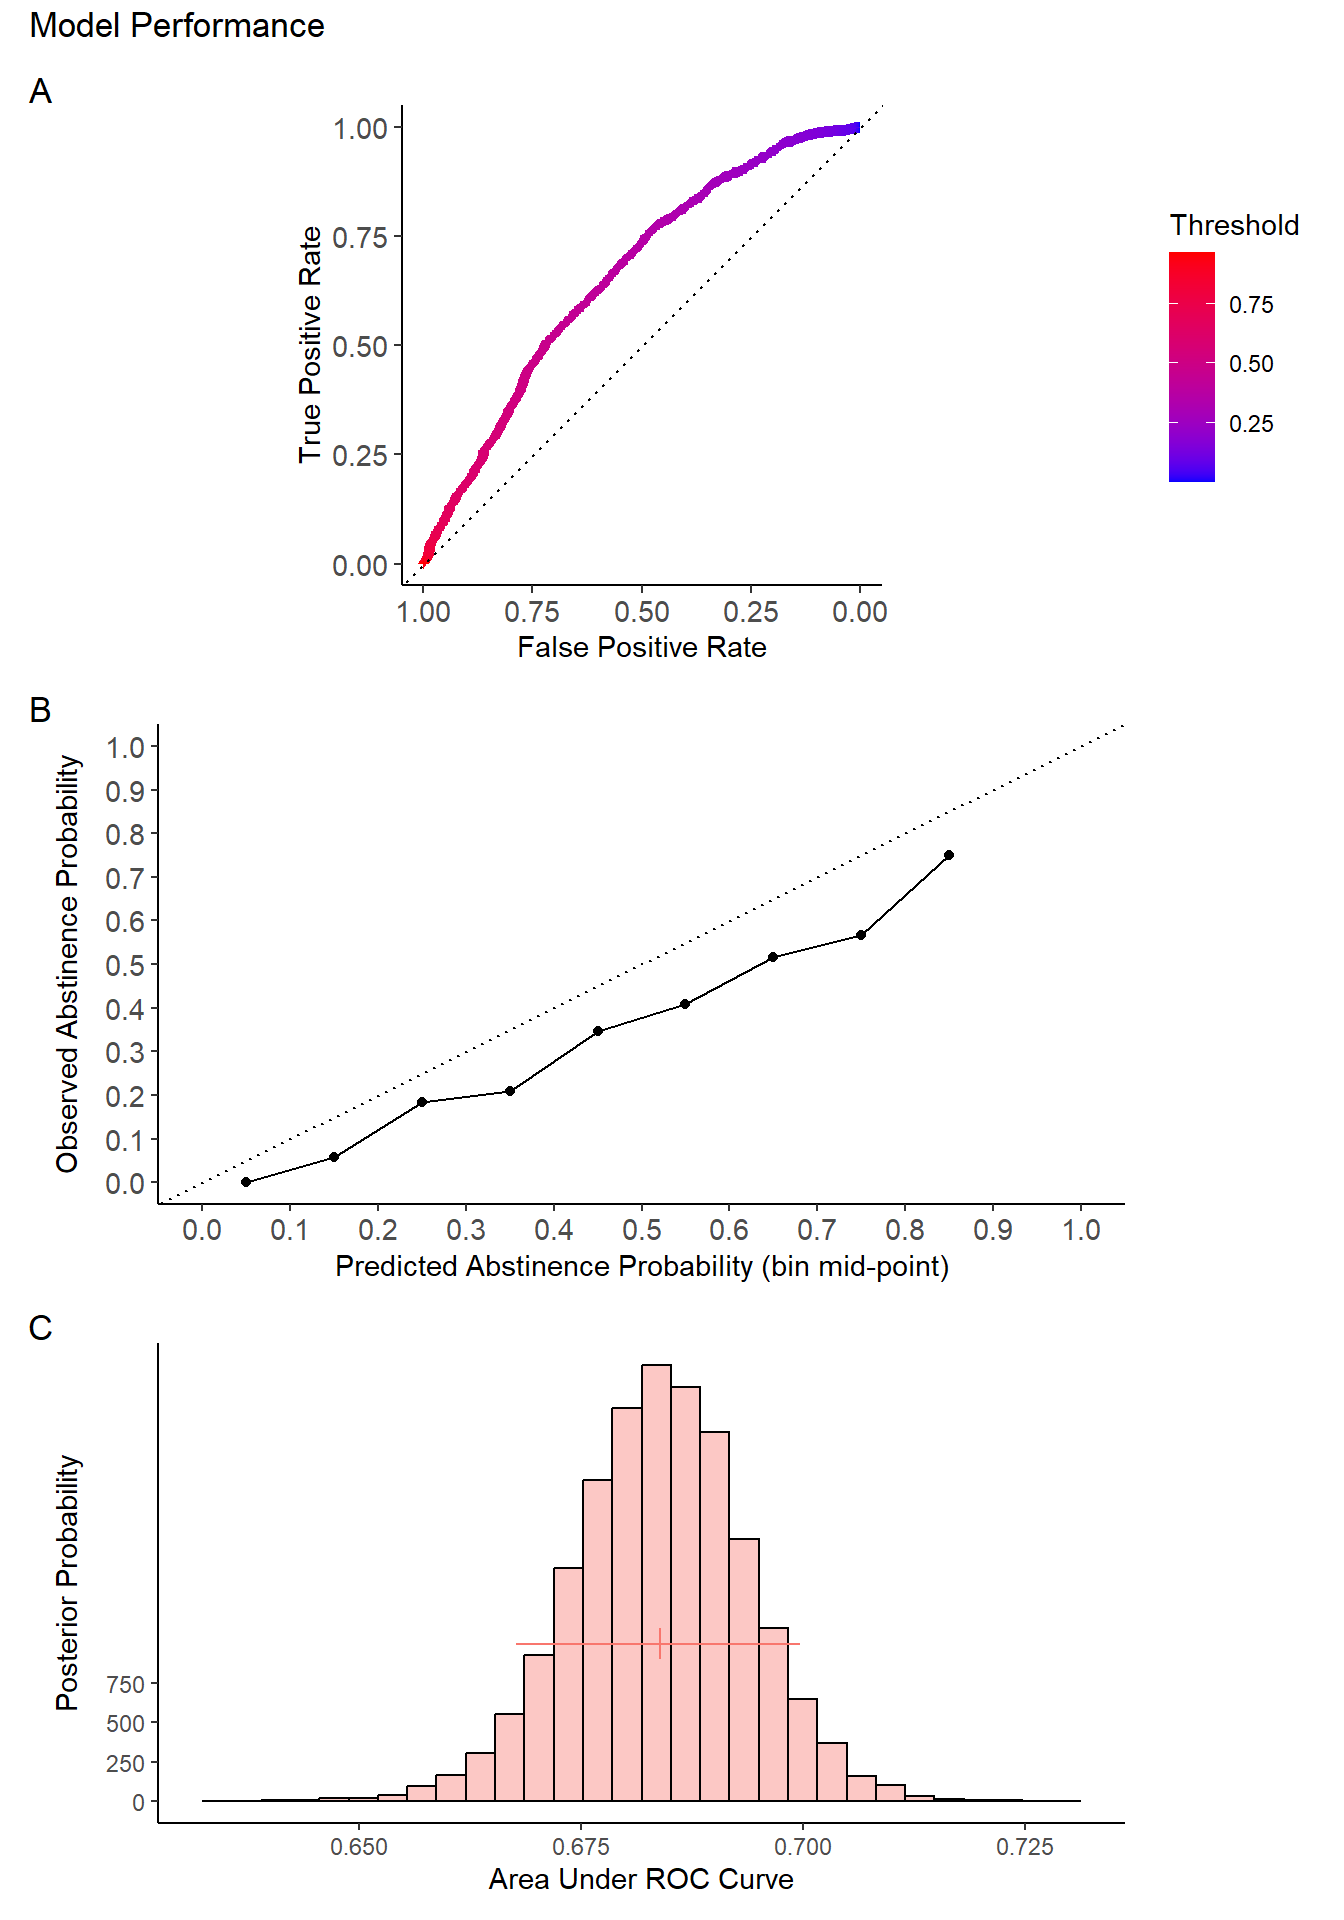 Model Performance
A
1.00
0.75
0.50
0.25
0.00
True Positive Rate
1.00 0.75 0.50 0.25 0.00
False Positive Rate
Threshold
0.75
0.50
0.25
B
1.0
0.9
0.8
0.7
0.6
0.5
0.4
0.3
0.2
0.1
0.0
Observed Abstinence Probability
0.0 0.1 0.2 0.3 0.4 0.5 0.6 0.7 0.8 0.9 1.0
Predicted Abstinence Probability (bin mid-point)
C
Posterior Probability
750
500
250
0
0.650 0.675 0.700 0.725
Area Under ROC Curve